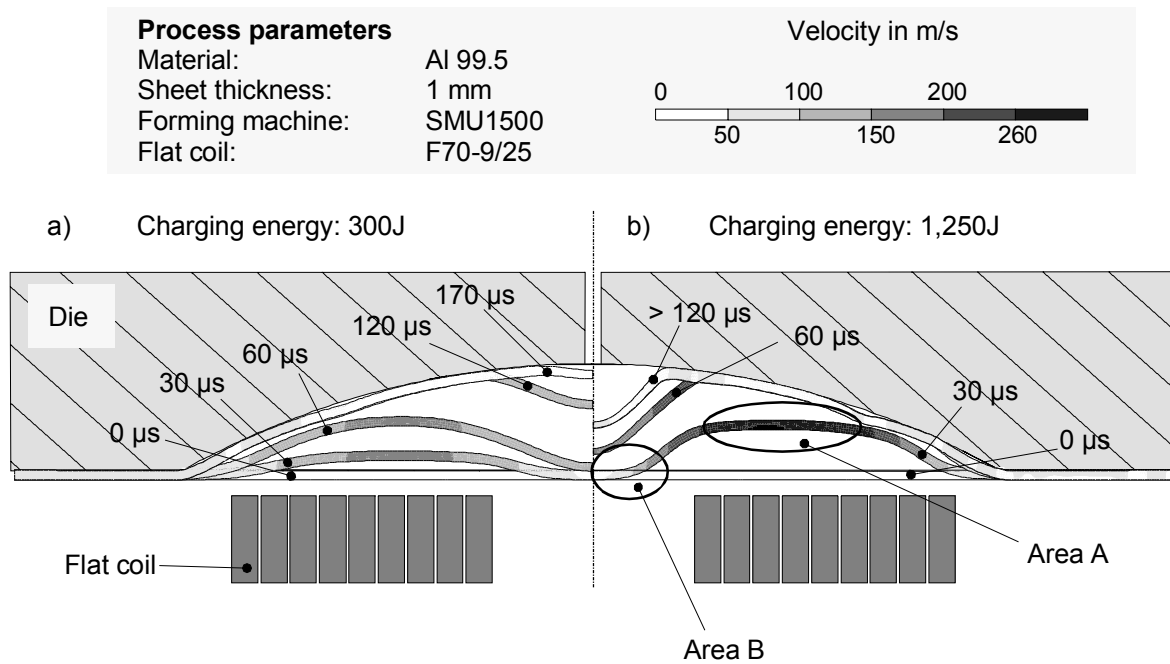 Process parameters
Material: Al 99.5
Sheet thickness: 1 mm
Forming machine: SMU1500
Flat coil: F70-9/25
Velocity in m/s
0 100 200
50 150 260
a) Charging energy: 300J
b) Charging energy: 1,250J
Die
170 µs
120 µs
60 µs
30 µs
0 µs
> 120 µs
60 µs
30 µs
0 µs
Flat coil
Area A
Area B